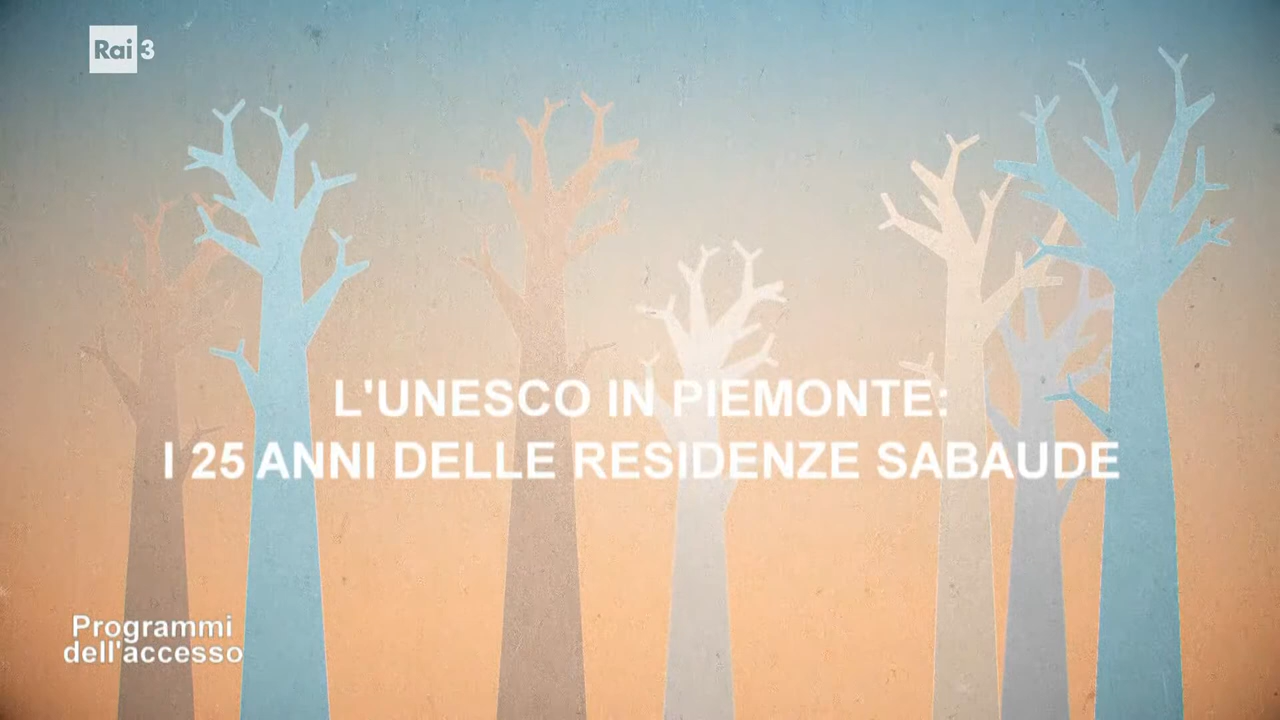 Rai 3
L'UNESCO IN PIEMONTE:
I 25 ANNI DELLE RESIDENZE SABAUDE
Programmi
dell'accesso